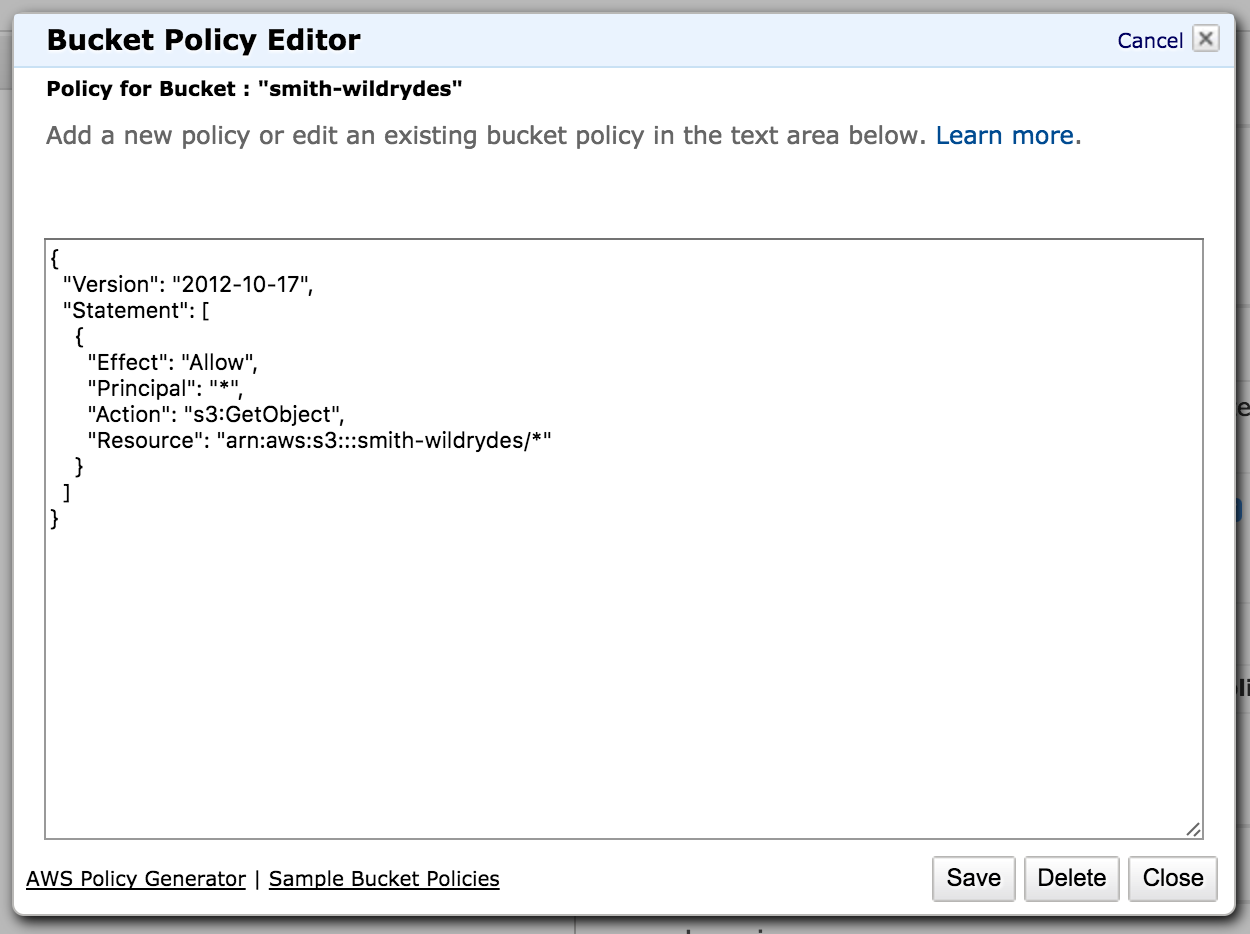 Bucket Policy Editor
Cancel
Policy for Bucket : "smith-wildrydes"
Add a new policy or edit an existing bucket policy in the text area below. Learn more.
{
  "Version": "2012-10-17",
  "Statement": [
    {
      "Effect": "Allow",
      "Principal": "*",
      "Action": "s3:GetObject",
      "Resource": "arn:aws:s3:::smith-wildrydes/*"
    }
  ]
}
AWS Policy Generator | Sample Bucket Policies
Save
Delete
Close